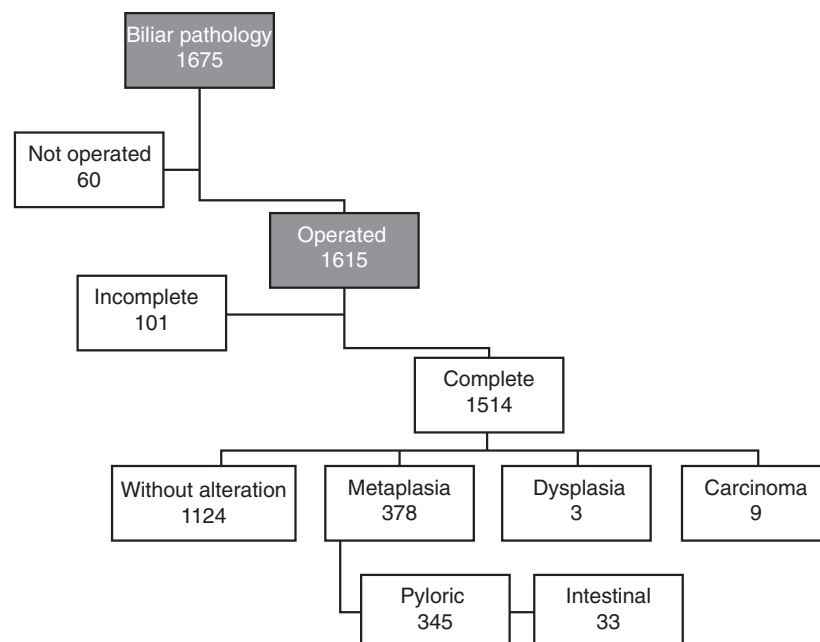 Biliar pathology
1675
Not operated
60
Operated
1615
Incomplete
101
Complete
1514
Without alteration
1124
Metaplasia
378
Dysplasia
3
Carcinoma
9
Pyloric
345
Intestinal
33